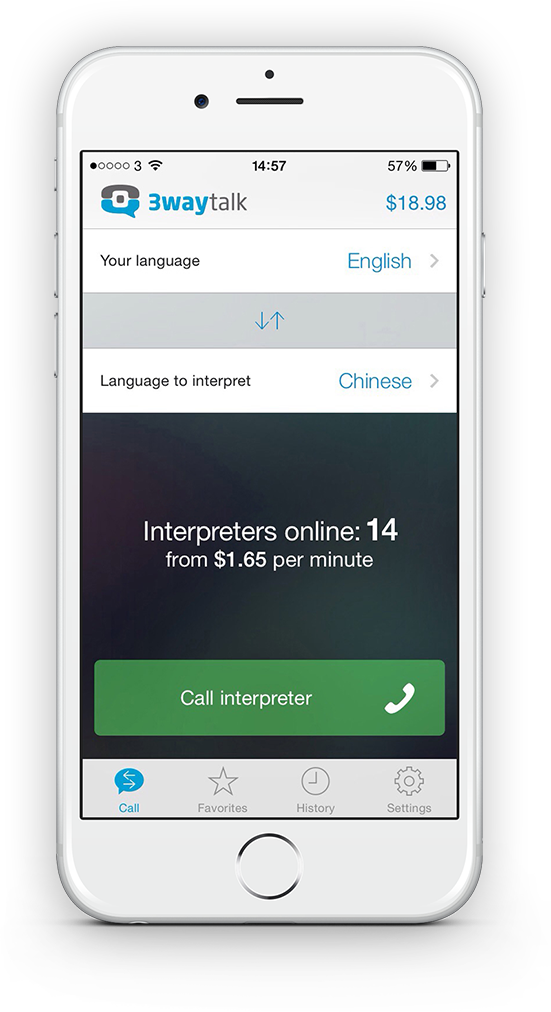 3 14:57 57%
3waytalk $18.98
Your language English
Language to interpret Chinese
Interpreters online: 14
from $1.65 per minute
Call interpreter
Call Favorites History Settings